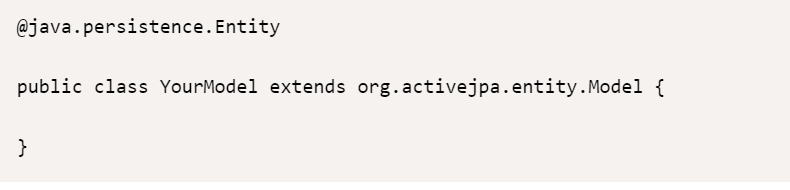 @java.persistence.Entity
public class YourModel extends org.activejpa.entity.Model {
}